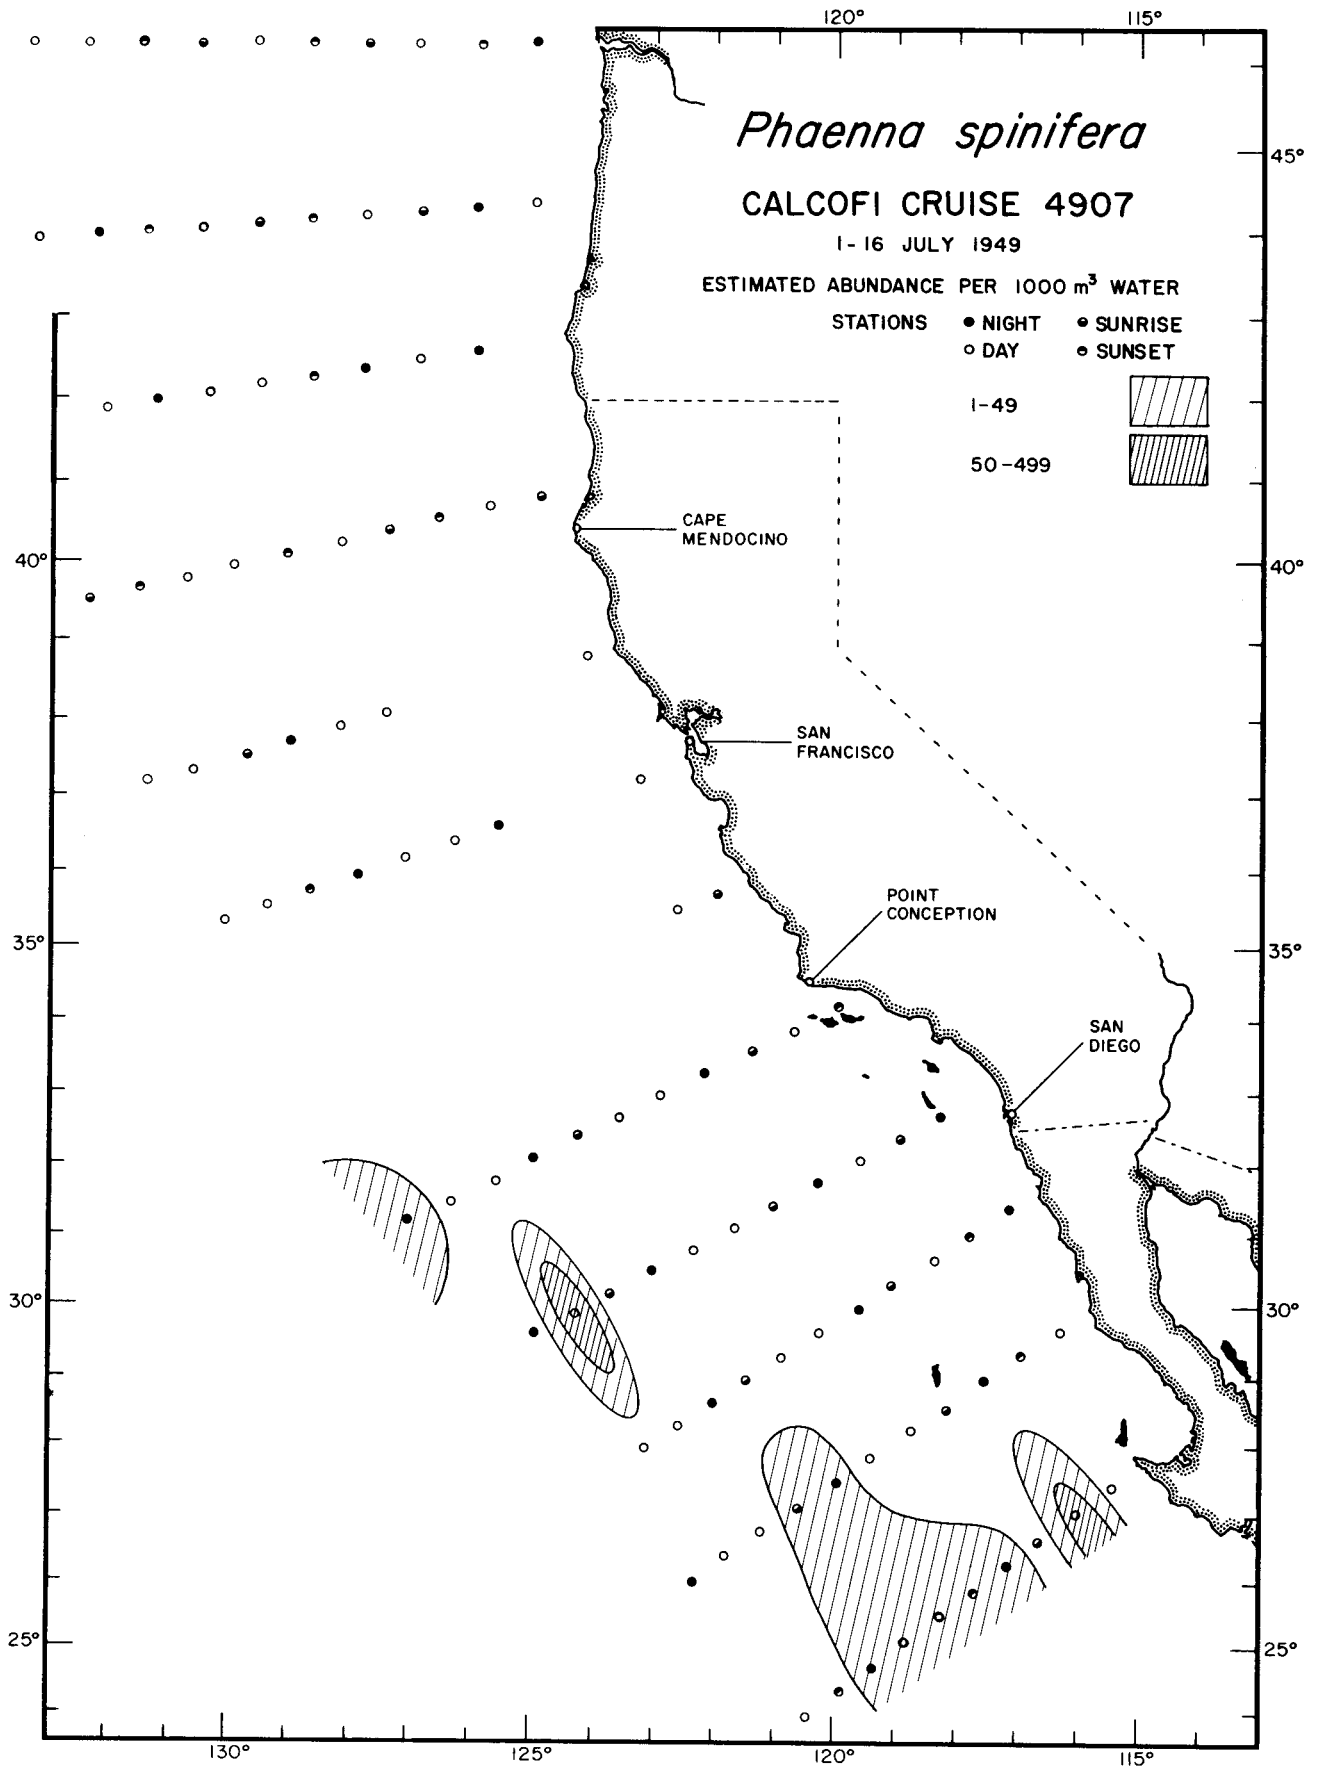 120° 115°
Phaenna spinifera
45°
CALCOFI CRUISE 4907
1-16 JULY 1949
ESTIMATED ABUNDANCE PER 1000 m³ WATER
STATIONS NIGHT SUNRISE
DAY SUNSET
1-49
50-499
CAPE
MENDOCINO
40° 40°
SAN
FRANCISCO
POINT
CONCEPTION
35° 35°
SAN
DIEGO
30° 30°
25° 25°
130° 125° 120° 115°